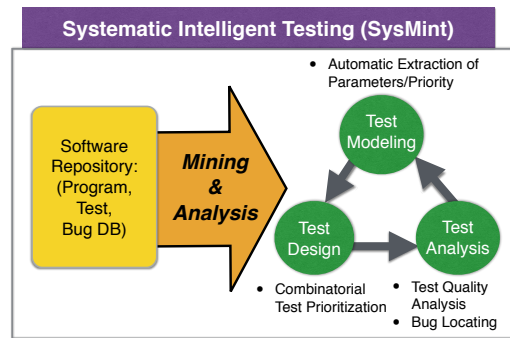 Systematic Intelligent Testing (SysMint)
• Automatic Extraction of
Parameters/Priority
Software
Repository:
(Program,
Test,
Bug DB)
Mining
&
Analysis
Test
Modeling
Test
Design
Test
Analysis
• Combinatorial
Test Prioritization
• Test Quality
Analysis
• Bug Locating